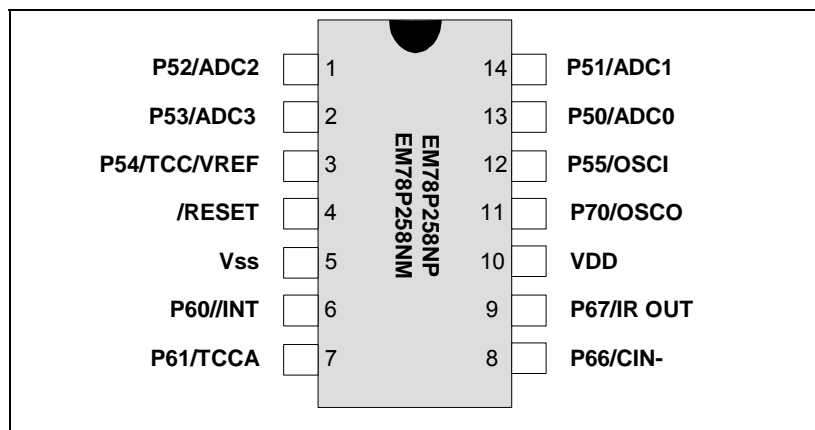 P52/ADC2 1 14 P51/ADC1
P53/ADC3 2 13 P50/ADC0
P54/TCC/VREF 3 12 P55/OSCI
/RESET 4 11 P70/OSCO
Vss 5 10 VDD
P60//INT 6 9 P67/IR OUT
P61/TCCA 7 8 P66/CIN-
EM78P258NP
EM78P258NM